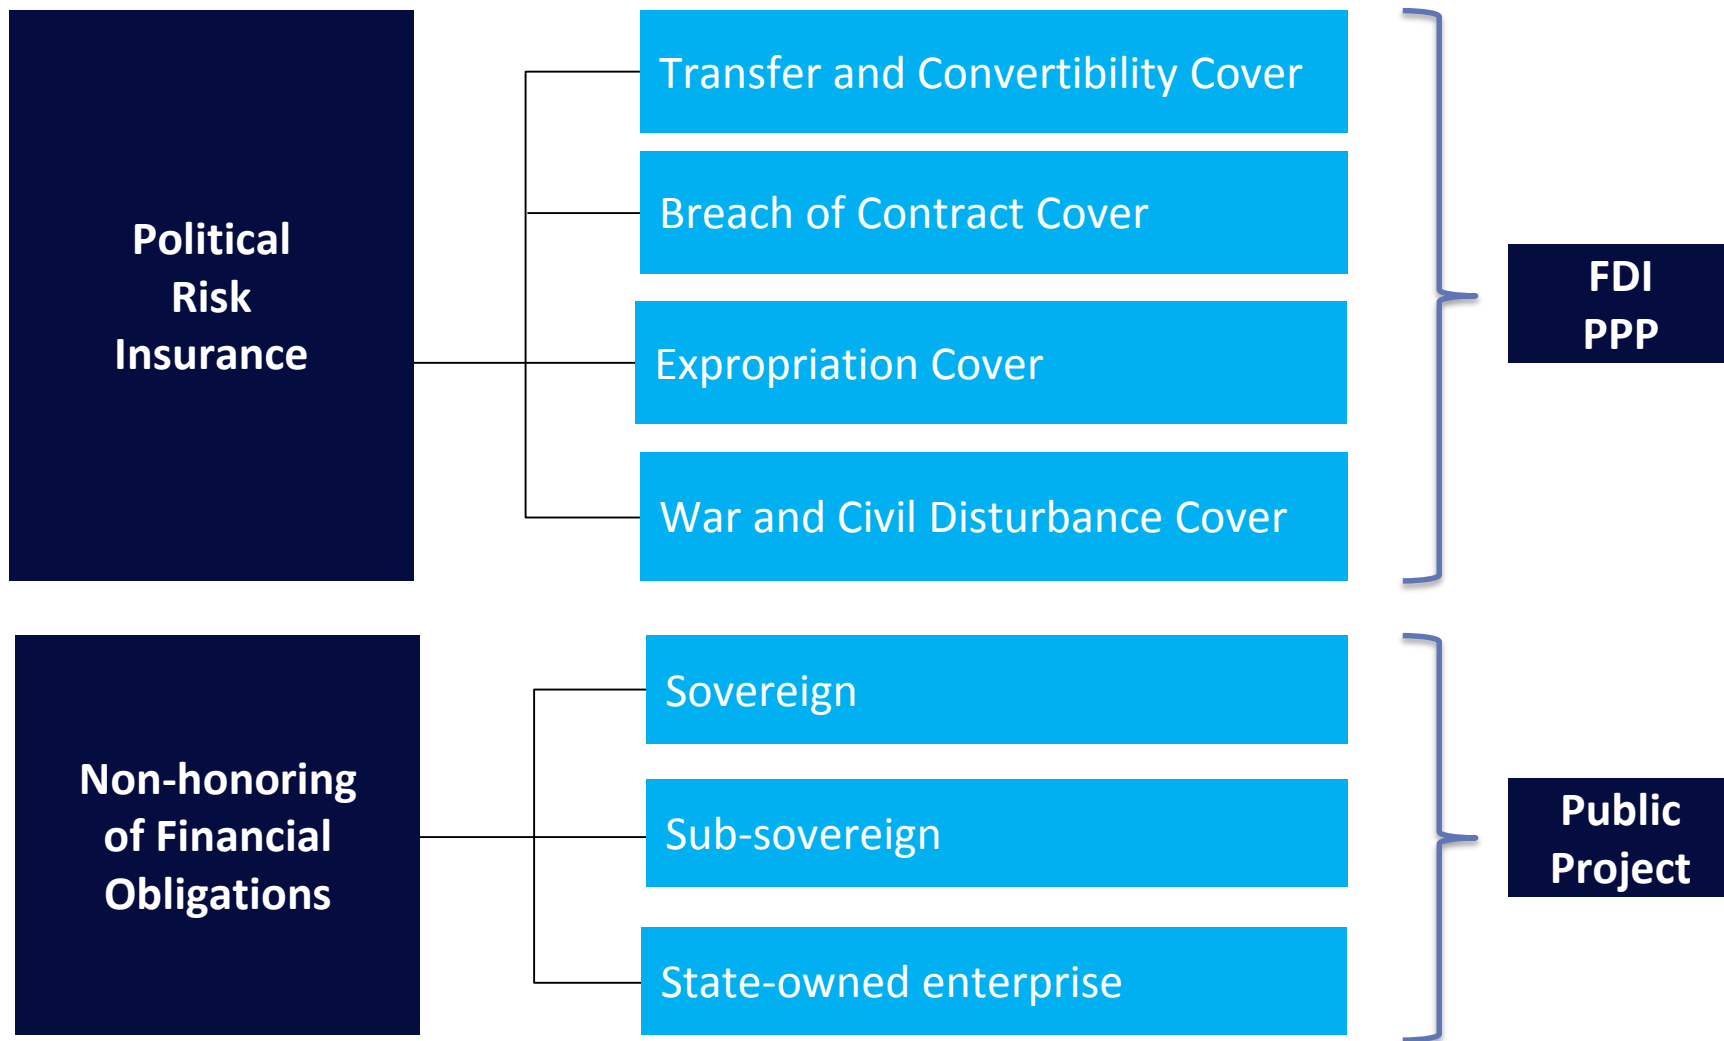 Political
Risk
Insurance
Transfer and Convertibility Cover
Breach of Contract Cover
Expropriation Cover
War and Civil Disturbance Cover
FDI
PPP
Non-honoring
of Financial
Obligations
Sovereign
Sub-sovereign
State-owned enterprise
Public
Project